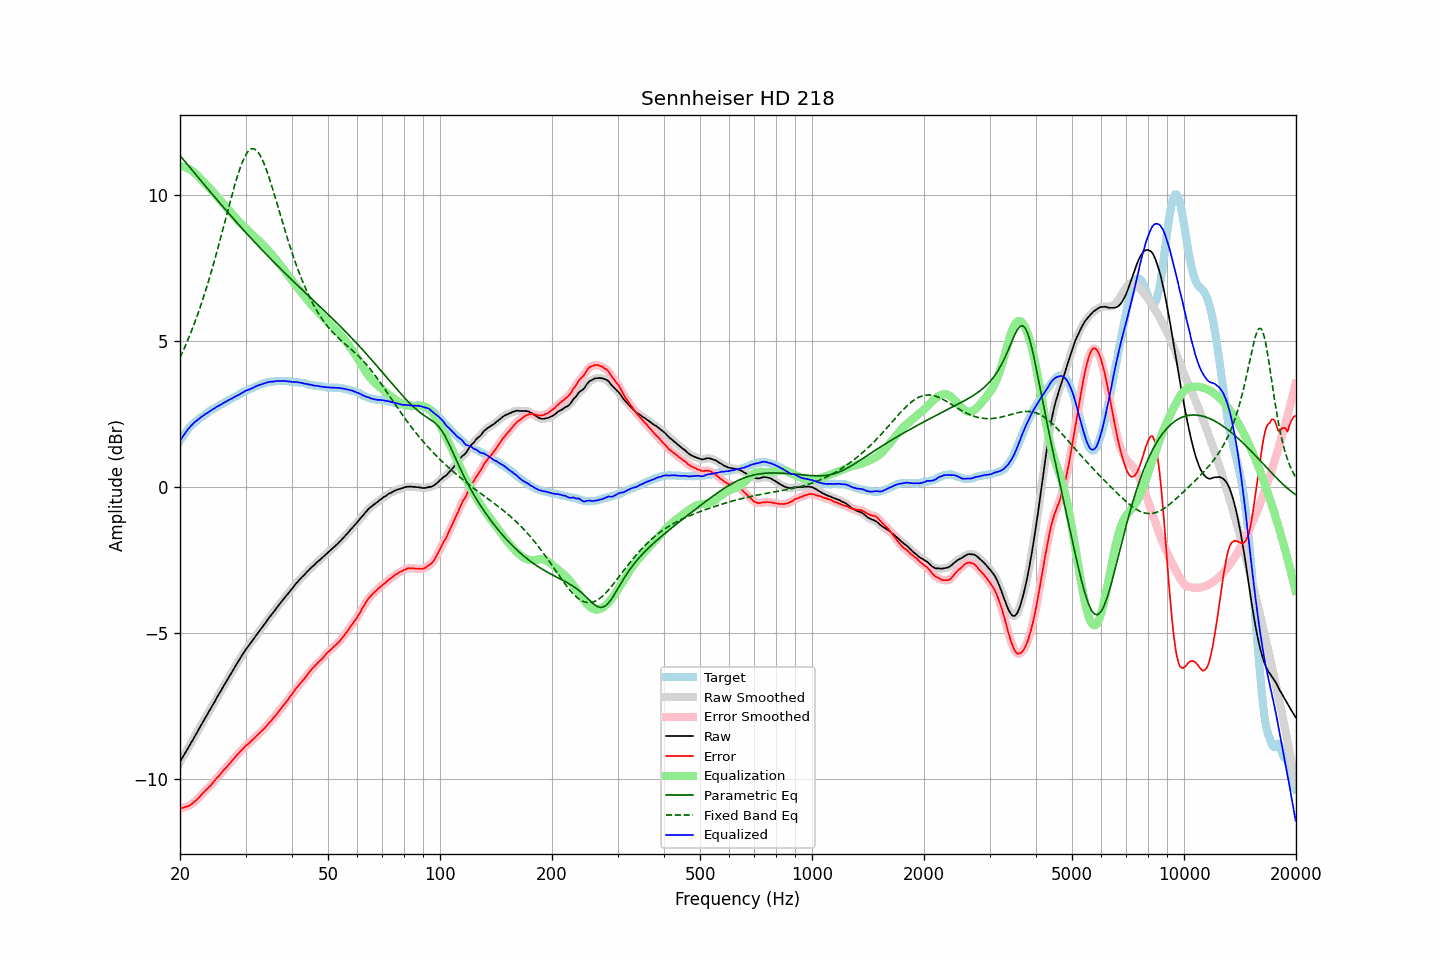 Sennheiser HD 218
Amplitude (dBr)
10
5
0
−5
−10
Target
Raw Smoothed
Error Smoothed
Raw
Error
Equalization
Parametric Eq
Fixed Band Eq
Equalized
20 50 100 200 500 1000 2000 5000 10000 20000
Frequency (Hz)